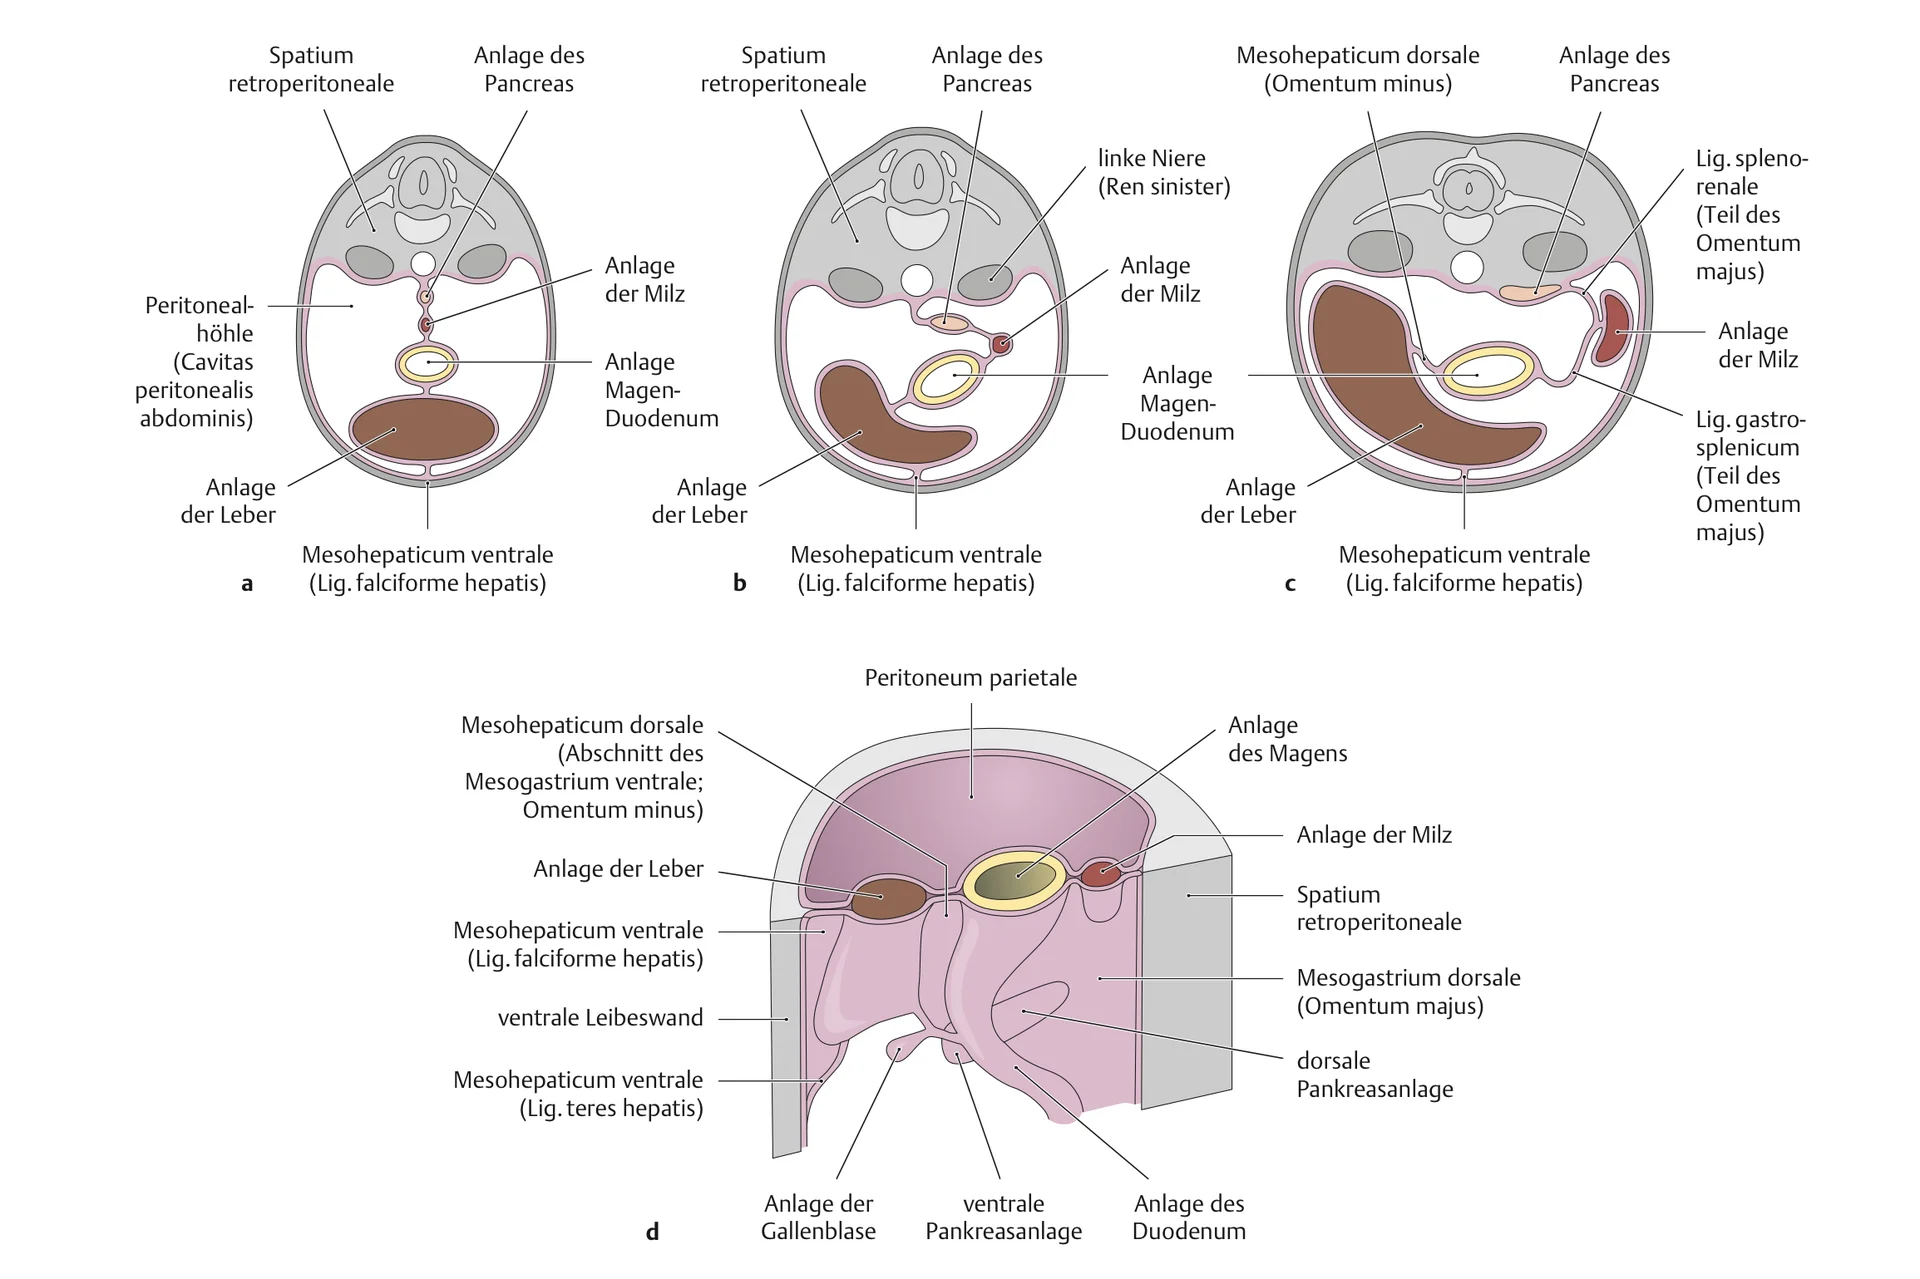 Spatium
retroperitoneale
Anlage des
Pancreas
Peritoneal-
höhle
(Cavitas
peritonealis
abdominis)
Anlage
der Milz
Anlage
Magen-
Duodenum
Anlage
der Leber
Mesohepaticum ventrale
(Lig. falciforme hepatis)
a
Spatium
retroperitoneale
Anlage des
Pancreas
linke Niere
(Ren sinister)
Anlage
der Milz
Anlage
Magen-
Duodenum
Anlage
der Leber
Mesohepaticum ventrale
(Lig. falciforme hepatis)
b
Mesohepaticum dorsale
(Omentum minus)
Anlage des
Pancreas
Lig. spleno-
renale
(Teil des
Omentum
majus)
Anlage
der Milz
Lig. gastro-
splenicum
(Teil des
Omentum
majus)
Anlage
der Leber
Mesohepaticum ventrale
(Lig. falciforme hepatis)
c
Peritoneum parietale
Mesohepaticum dorsale
(Abschnitt des
Mesogastrium ventrale;
Omentum minus)
Anlage der Leber
Mesohepaticum ventrale
(Lig. falciforme hepatis)
ventrale Leibeswand
Mesohepaticum ventrale
(Lig. teres hepatis)
Anlage
des Magens
Anlage der Milz
Spatium
retroperitoneale
Mesogastrium dorsale
(Omentum majus)
dorsale
Pankreasanlage
Anlage der
Gallenblase
ventrale
Pankreasanlage
Anlage des
Duodenum
d